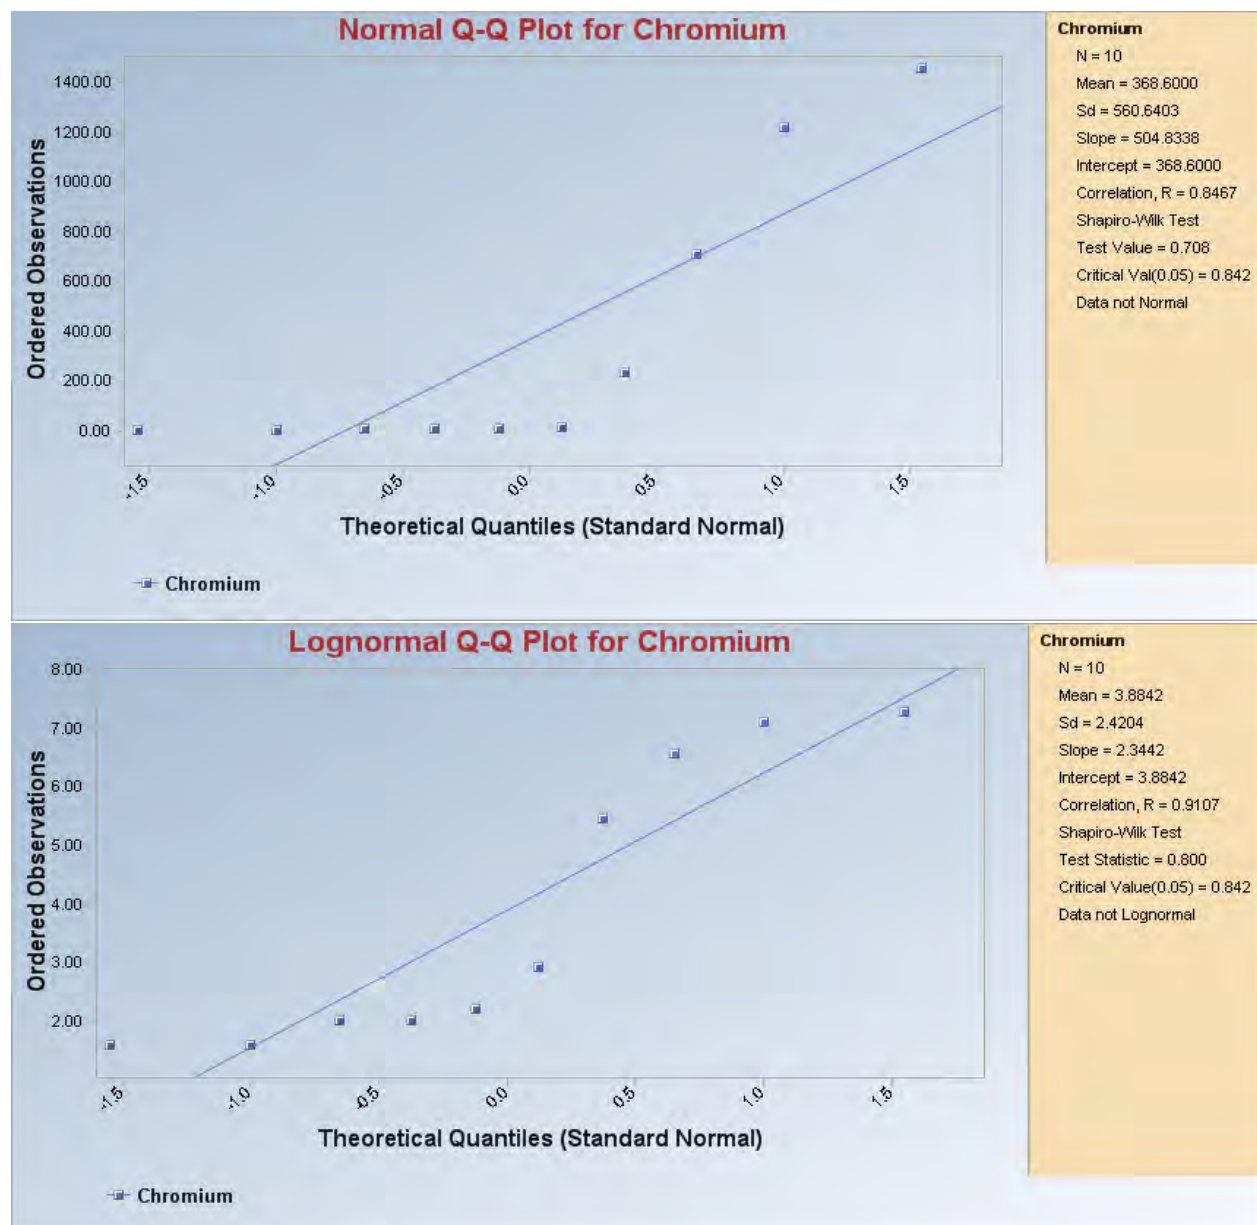 Normal Q-Q Plot for Chromium
Ordered Observations
1400.00
1200.00
1000.00
800.00
600.00
400.00
200.00
0.00
-1.5
-1.0
-0.5
0.0
0.5
1.0
1.5
Theoretical Quantiles (Standard Normal)
Chromium
Chromium
N = 10
Mean = 368.6000
Sd = 560.6403
Slope = 504.8338
Intercept = 368.6000
Correlation, R = 0.8467
Shapiro-Wilk Test
Test Value = 0.708
Critical Val(0.05) = 0.842
Data not Normal
Lognormal Q-Q Plot for Chromium
Ordered Observations
8.00
7.00
6.00
5.00
4.00
3.00
2.00
-1.5
-1.0
-0.5
0.0
0.5
1.0
1.5
Theoretical Quantiles (Standard Normal)
Chromium
Chromium
N = 10
Mean = 3.8842
Sd = 2.4204
Slope = 2.3442
Intercept = 3.8842
Correlation, R = 0.9107
Shapiro-Wilk Test
Test Statistic = 0.800
Critical Value(0.05) = 0.842
Data not Lognormal